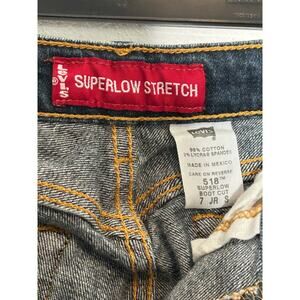 LEVI'S
®
SUPERLOW STRETCH
Levi's
98% COTTON
2% LYCRA® SPANDEX
MADE IN MEXICO
CARE ON REVERSE
518™
SUPERLOW
BOOT CUT
7 JR S